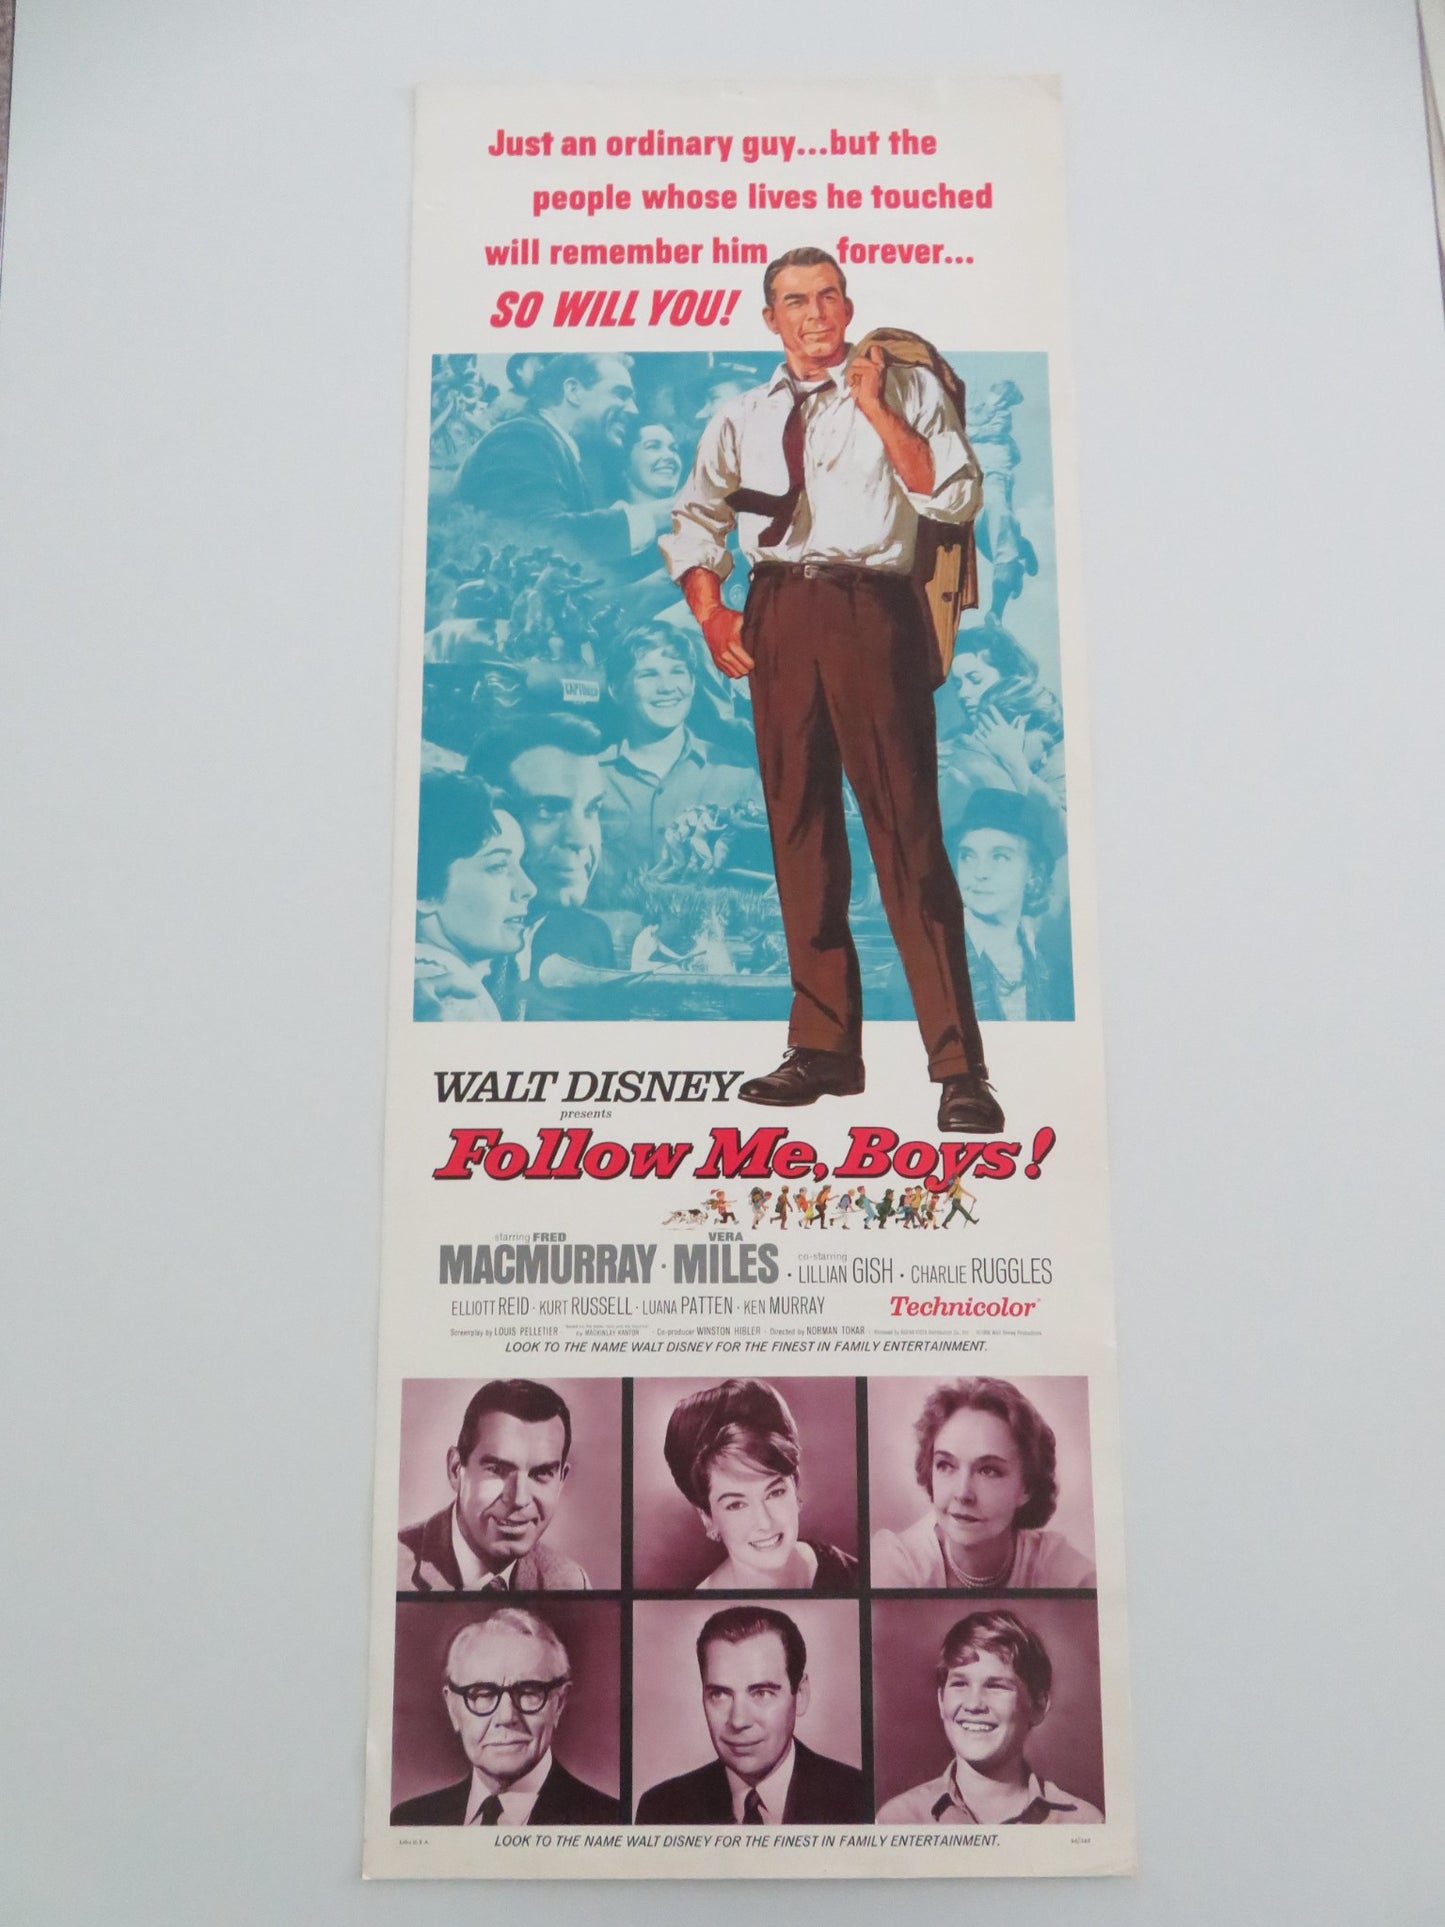 Just an ordinary guy...but the
people whose lives he touched
will remember him forever...
SO WILL YOU!
CAPTURED
WALT DISNEY
presents
Follow Me, Boys!
starring FRED MACMURRAY · VERA MILES · co-starring LILLIAN GISH · CHARLIE RUGGLES
ELLIOTT REID · KURT RUSSELL · LUANA PATTEN · KEN MURRAY Technicolor®
Screenplay by LOUIS PELLETIER by MACKINLAY KANTOR · Co-producer WINSTON HIBLER · Directed by NORMAN TOKAR
LOOK TO THE NAME WALT DISNEY FOR THE FINEST IN FAMILY ENTERTAINMENT.
Litho U.S.A. LOOK TO THE NAME WALT DISNEY FOR THE FINEST IN FAMILY ENTERTAINMENT. 66/348